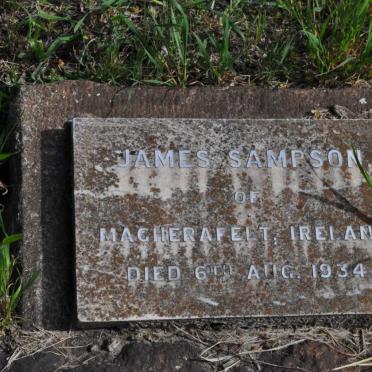 JAMES SAMPSON
OF
MAGHERAFELT, IRELAN
DIED 6TH AUG. 1934